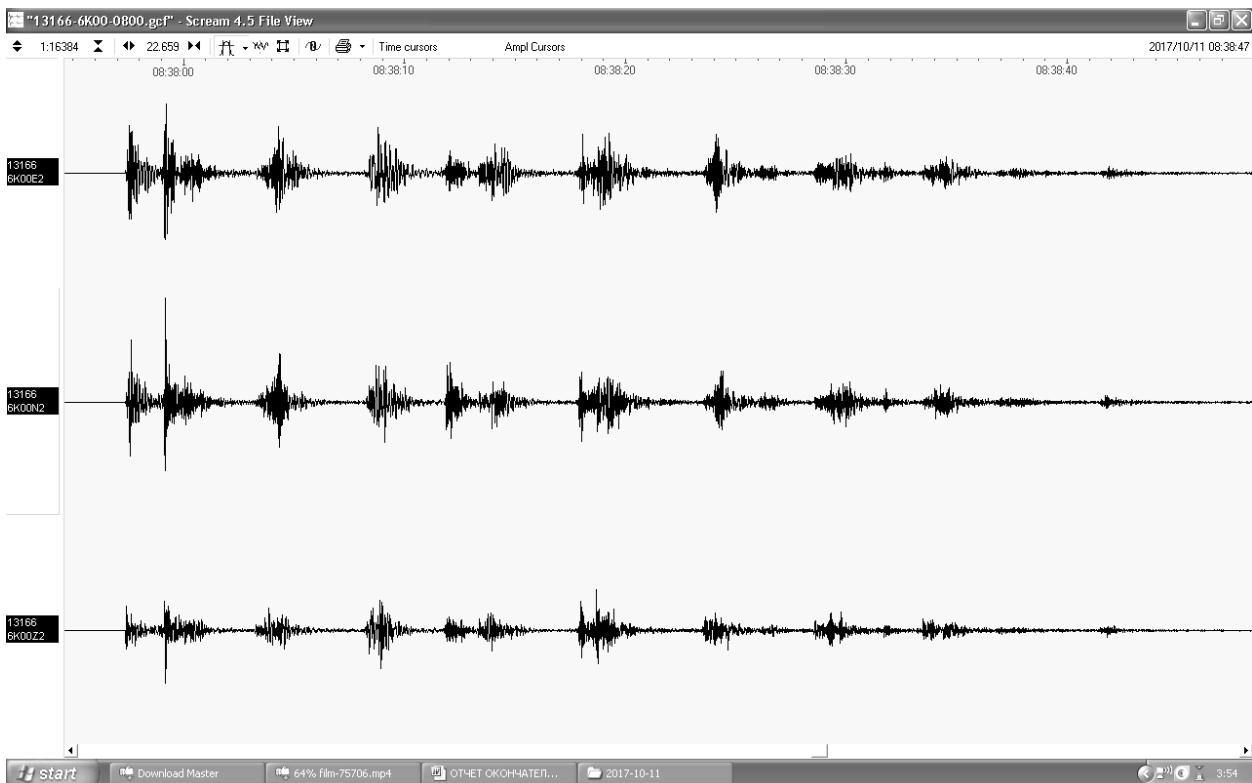 "13166-6K00-0800.gcf" - Scream 4.5 File View
1:16384 22.659 Time cursors Ampl Cursors 2017/10/11 08:38:47
08:38:00 08:38:10 08:38:20 08:38:30 08:38:40
13166
6K00E2
13166
6K00N2
13166
6K00Z2
start Download Master 64% film-75706.mp4 ОТЧЕТ ОКОНЧАТЕЛ... 2017-10-11 3:54